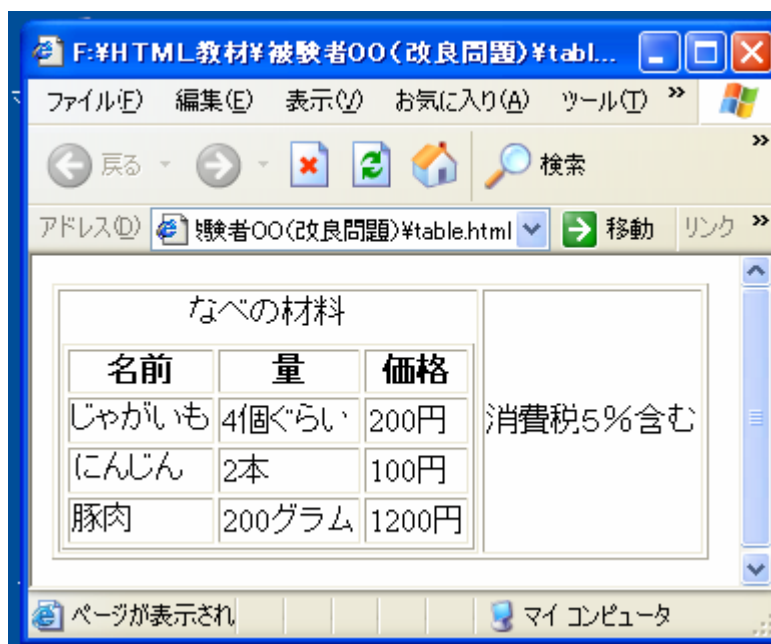 F:¥HTML教材¥被験者OO(改良問題)¥tabl...
ファイル(F) 編集(E) 表示(V) お気に入り(A) ツール(T) »
戻る 検索 »
アドレス(D) 験者OO(改良問題)¥table.html 移動 リンク »
なべの材料
名前 量 価格
じゃがいも 4個ぐらい 200円
にんじん 2本 100円
豚肉 200グラム 1200円
消費税5%含む
ページが表示され マイ コンピュータ